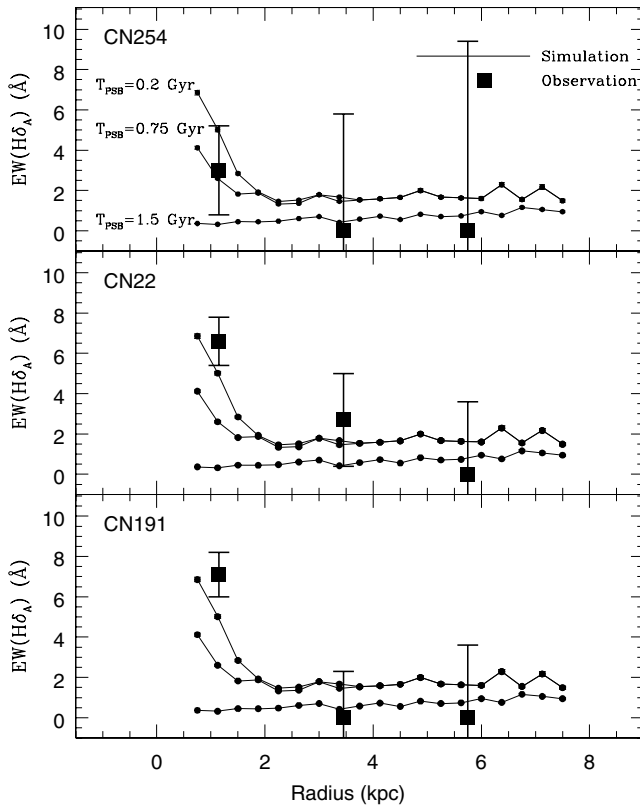 CN254
Simulation
Observation
T_PSB=0.2 Gyr
T_PSB=0.75 Gyr
T_PSB=1.5 Gyr
EW(Hδ_A) (Å)
10
8
6
4
2
0
CN22
EW(Hδ_A) (Å)
10
8
6
4
2
0
CN191
EW(Hδ_A) (Å)
10
8
6
4
2
0
0 2 4 6 8
Radius (kpc)